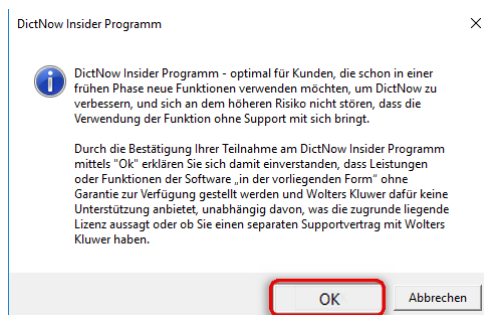 DictNow Insider Programm
DictNow Insider Programm - optimal für Kunden, die schon in einer
frühen Phase neue Funktionen verwenden möchten, um DictNow zu
verbessern, und sich an dem höheren Risiko nicht stören, dass die
Verwendung der Funktion ohne Support mit sich bringt.
Durch die Bestätigung Ihrer Teilnahme am DictNow Insider Programm
mittels "Ok" erklären Sie sich damit einverstanden, dass Leistungen
oder Funktionen der Software „in der vorliegenden Form" ohne
Garantie zur Verfügung gestellt werden und Wolters Kluwer dafür keine
Unterstützung anbietet, unabhängig davon, was die zugrunde liegende
Lizenz aussagt oder ob Sie einen separaten Supportvertrag mit Wolters
Kluwer haben.
OK
Abbrechen